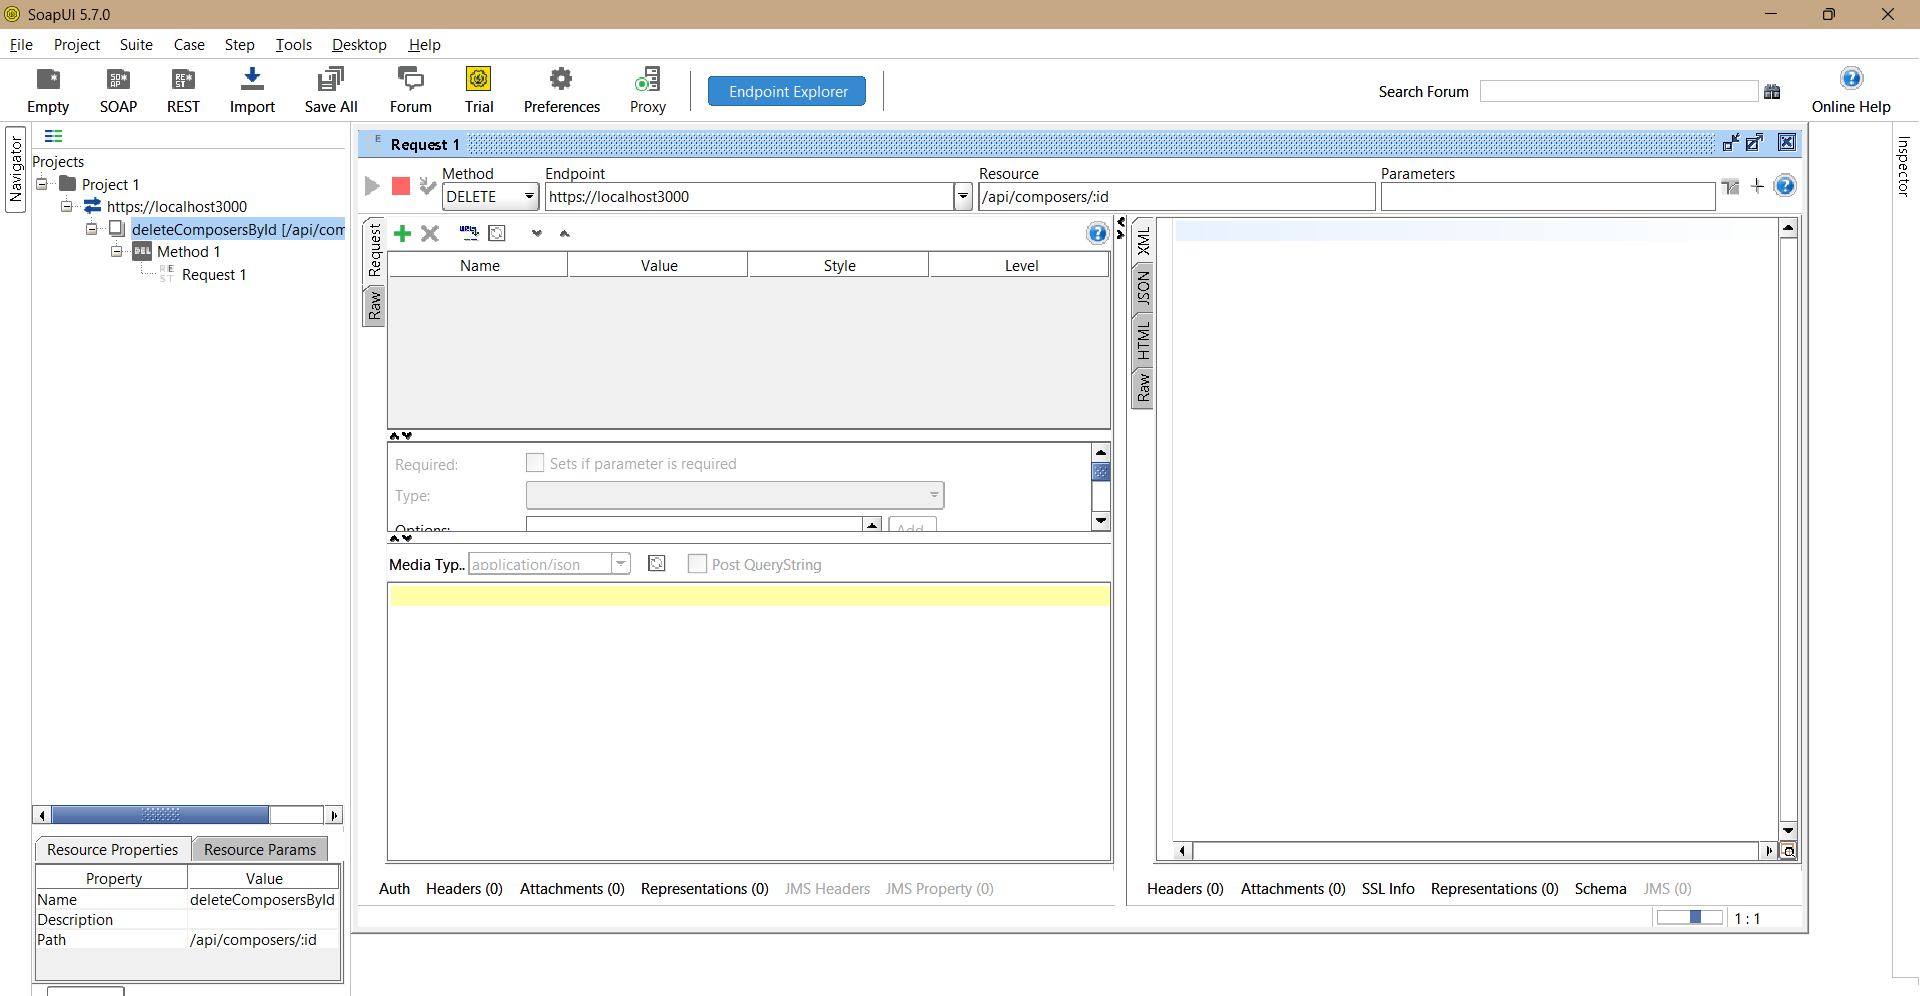 SoapUI 5.7.0
File Project Suite Case Step Tools Desktop Help
Empty SOAP REST Import Save All Forum Trial Preferences Proxy Endpoint Explorer Search Forum Online Help
Navigator
Inspector
Projects
Project 1
https://localhost3000
deleteComposersById [/api/com
Method 1
Request 1
Request 1
Method Endpoint Resource Parameters
DELETE https://localhost3000 /api/composers/:id
Request
Raw
Name Value Style Level
Required: Sets if parameter is required
Type:
Options: Add
Media Typ.. application/json Post QueryString
XML
JSON
HTML
Raw
Auth Headers (0) Attachments (0) Representations (0) JMS Headers JMS Property (0)
Headers (0) Attachments (0) SSL Info Representations (0) Schema JMS (0)
1 : 1
Resource Properties Resource Params
Property Value
Name deleteComposersById
Description
Path /api/composers/:id